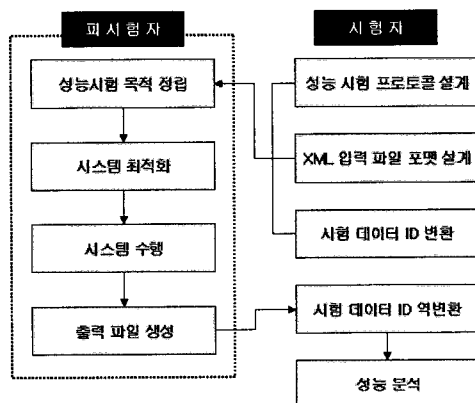 피 시 험 자
성능시험 목적 정립
시스템 최적화
시스템 수행
출력 파일 생성
시 험 자
성능 시험 프로토콜 설계
XML 입력 파일 포맷 설계
시험 데이터 ID 변환
시험 데이터 ID 역변환
성능 분석